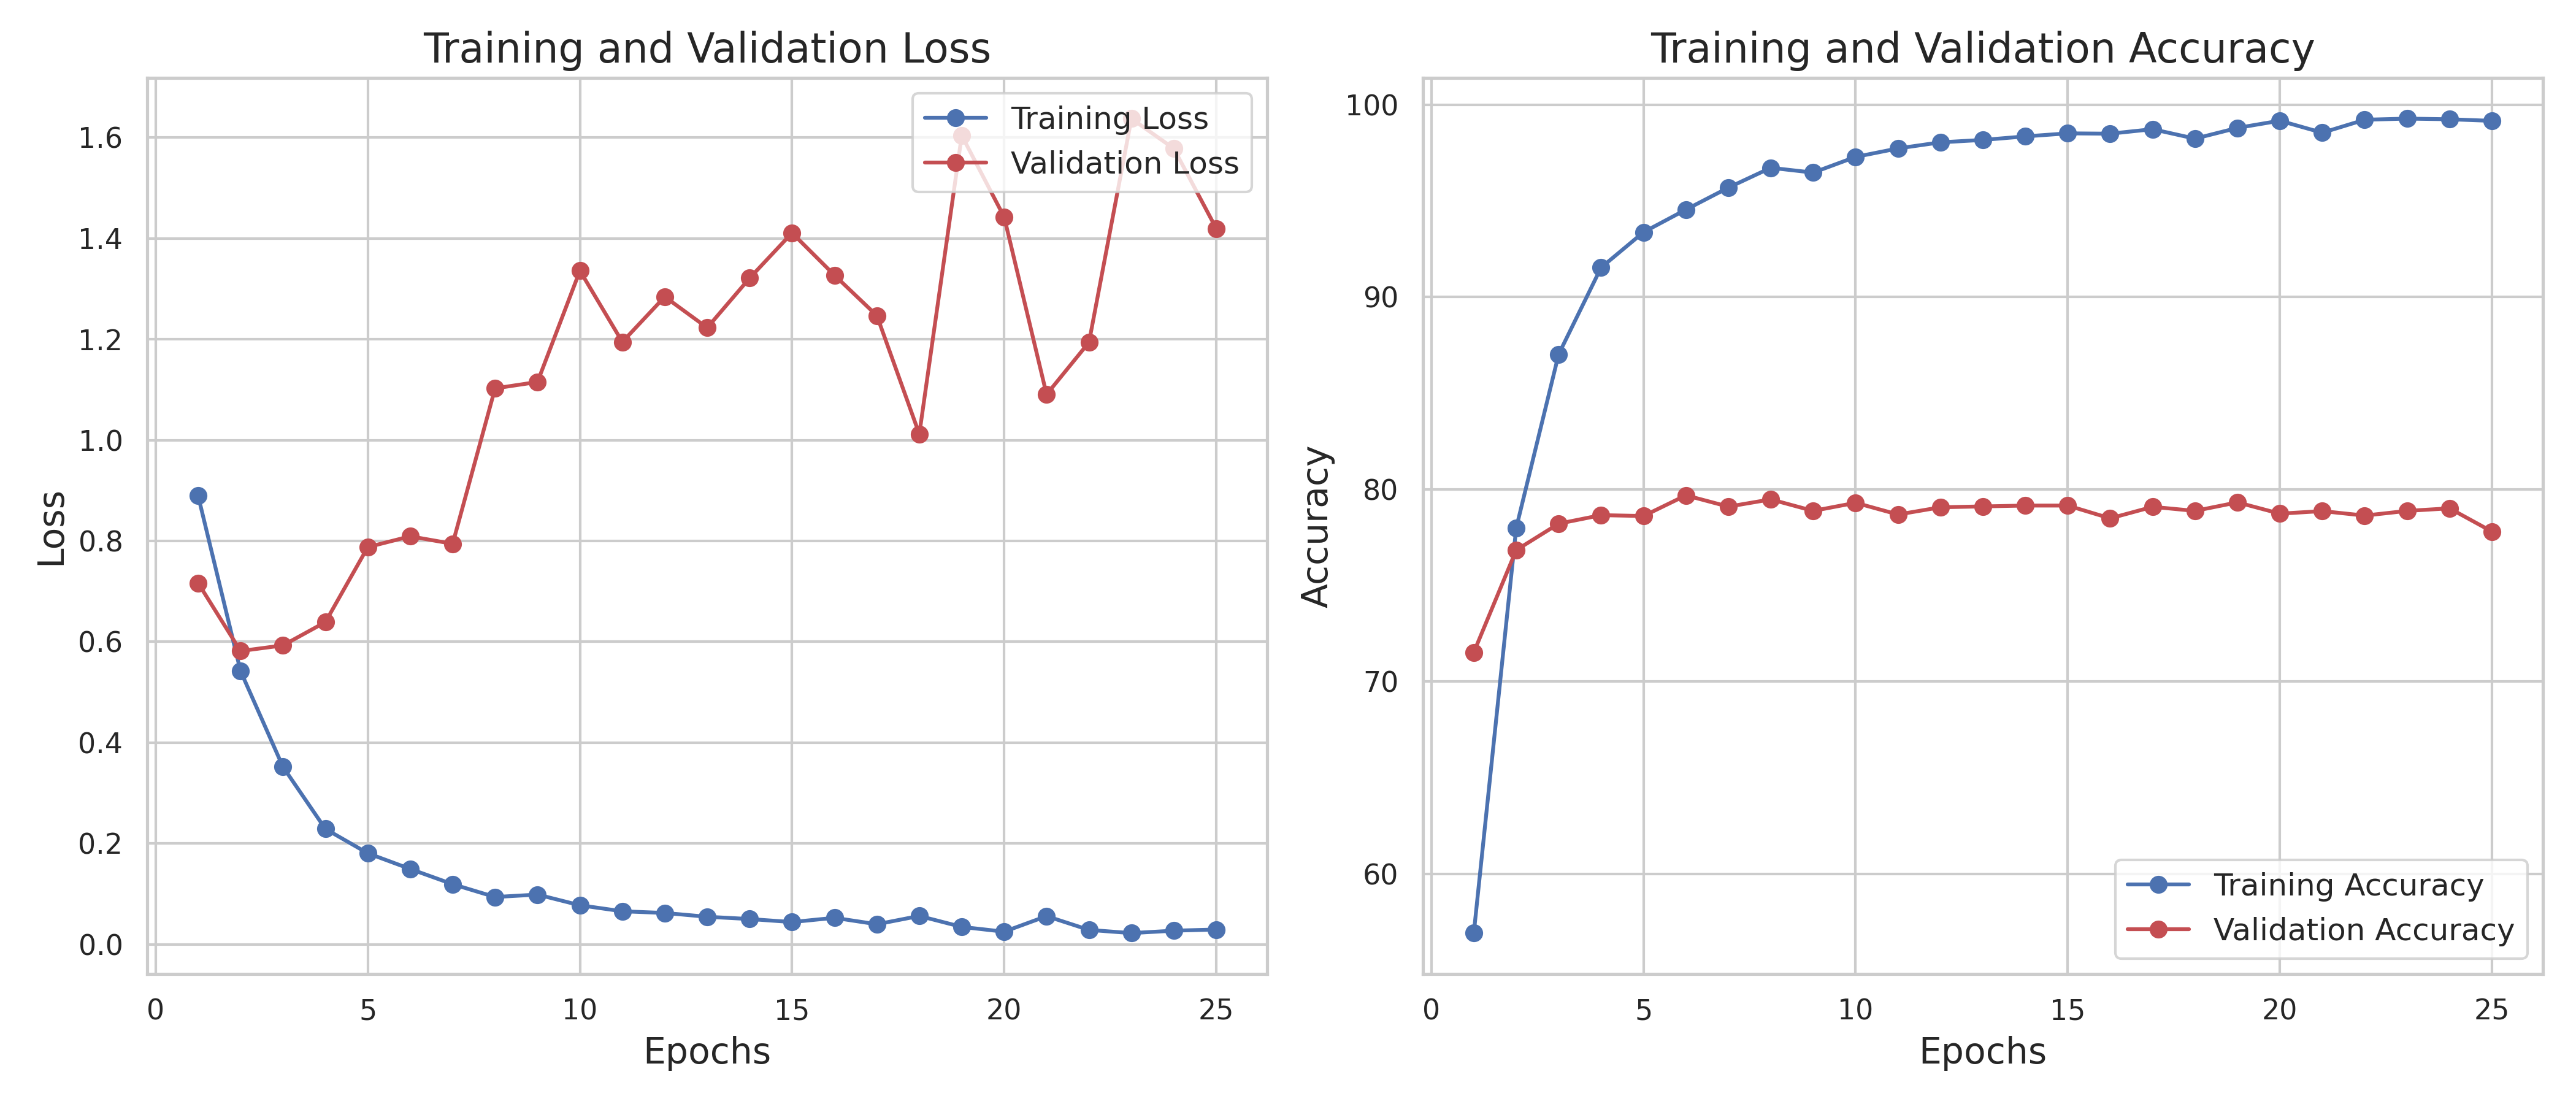 Training and Validation Loss
Training Loss
Validation Loss
1.6
1.4
1.2
1.0
0.8
0.6
0.4
0.2
0.0
Loss
0 5 10 15 20 25
Epochs
Training and Validation Accuracy
100
90
80
70
60
Accuracy
Training Accuracy
Validation Accuracy
0 5 10 15 20 25
Epochs